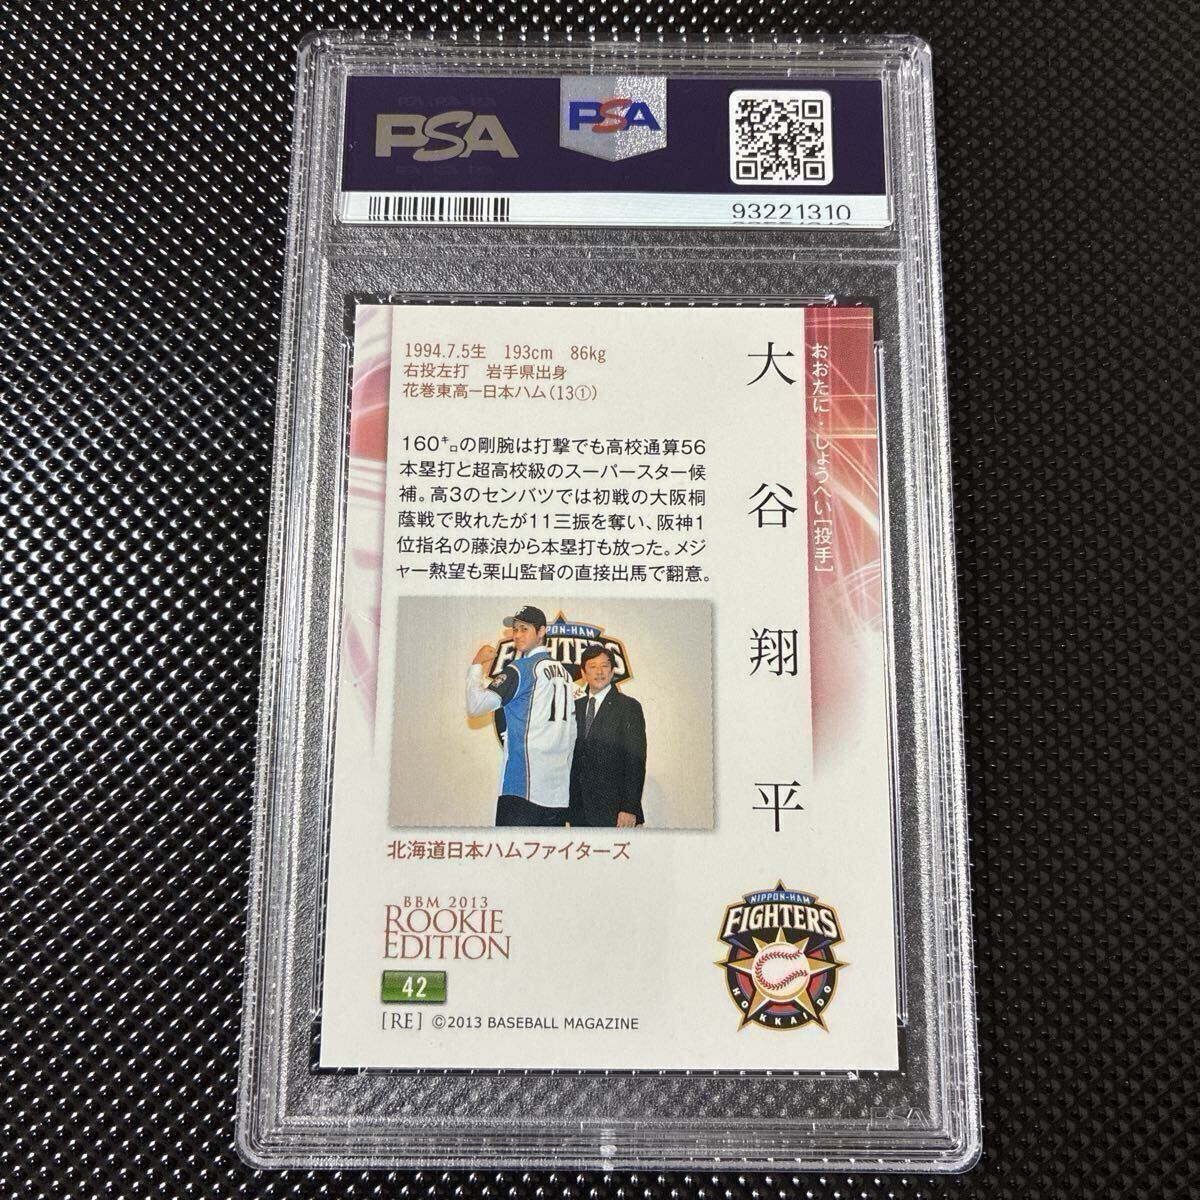 PSA
PSA
93221310
1994.7.5生 193cm 86kg
右投左打 岩手県出身
花巻東高ー日本ハム(13①)
大谷翔平
おおたに・しょうへい[投手]
160㌔の剛腕は打撃でも高校通算56
本塁打と超高校級のスーパースター候
補。高3のセンバツでは初戦の大阪桐
蔭戦で敗れたが11三振を奪い、阪神1
位指名の藤浪から本塁打も放った。メジ
ャー熱望も栗山監督の直接出馬で翻意。
NIPPON-HAM
FIGHTERS
11
北海道日本ハムファイターズ
BBM 2013
ROOKIE
EDITION
42
[RE] ©2013 BASEBALL MAGAZINE
NIPPON-HAM
FIGHTERS
HOKKAIDO
PSA